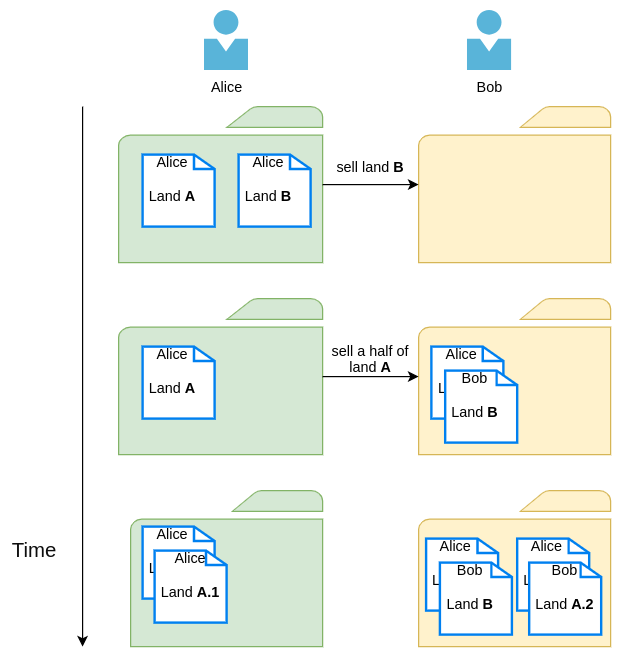 Alice
Bob
Alice
Land A
Alice
Land B
sell land B
Alice
Land A
sell a half of
land A
Alice
L
Bob
Land B
Time
Alice
L
Alice
Land A.1
Alice
L
Bob
Land B
Alice
L
Bob
Land A.2